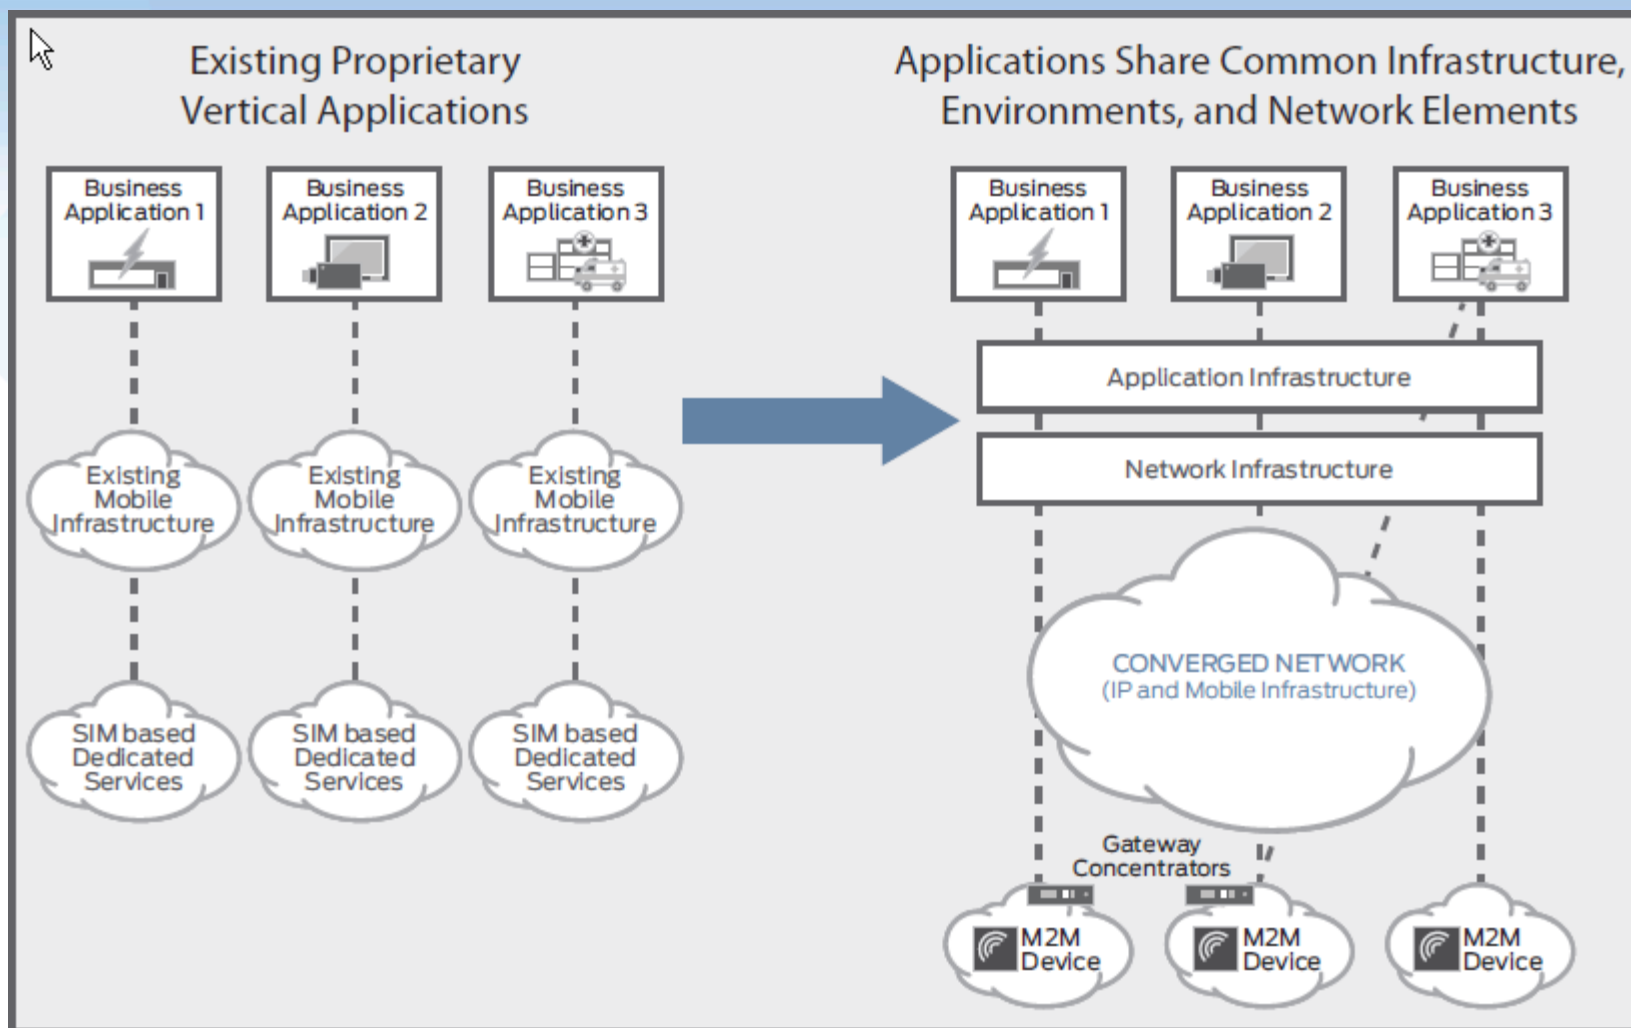 Existing Proprietary
Vertical Applications
Business
Application 1
Business
Application 2
Business
Application 3
Existing
Mobile
Infrastructure
Existing
Mobile
Infrastructure
Existing
Mobile
Infrastructure
SIM based
Dedicated
Services
SIM based
Dedicated
Services
SIM based
Dedicated
Services
Applications Share Common Infrastructure,
Environments, and Network Elements
Business
Application 1
Business
Application 2
Business
Application 3
Application Infrastructure
Network Infrastructure
CONVERGED NETWORK
(IP and Mobile Infrastructure)
Gateway
Concentrators
M2M
Device
M2M
Device
M2M
Device